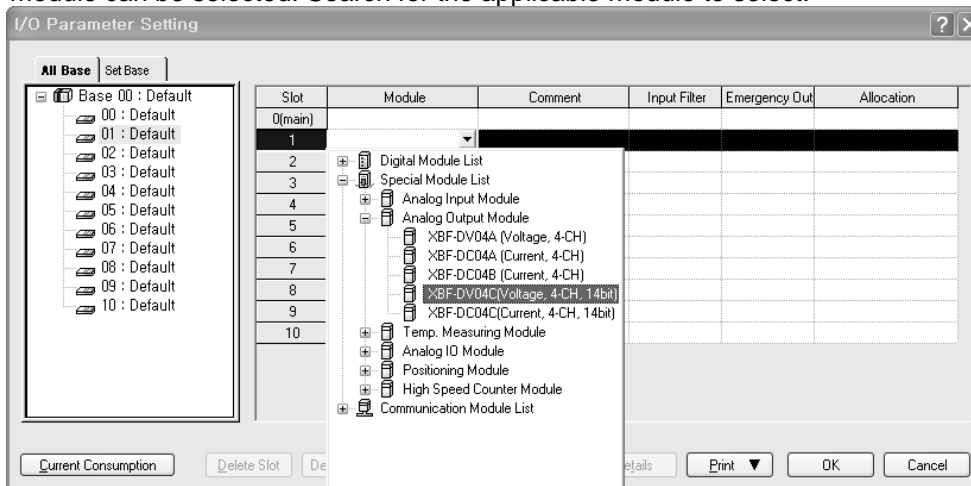 module can be selected. Search for the applicable module to select.
I/O Parameter Setting
All Base Set Base
Base 00 : Default
00 : Default
01 : Default
02 : Default
03 : Default
04 : Default
05 : Default
06 : Default
07 : Default
08 : Default
09 : Default
10 : Default
Slot Module Comment Input Filter Emergency Out Allocation
0(main)
1
2
3
4
5
6
7
8
9
10
Digital Module List
Special Module List
Analog Input Module
Analog Output Module
XBF-DV04A (Voltage, 4-CH)
XBF-DC04A (Current, 4-CH)
XBF-DC04B (Current, 4-CH)
XBF-DV04C(Voltage, 4-CH, 14bit)
XBF-DC04C(Current, 4-CH, 14bit)
Temp. Measuring Module
Analog IO Module
Positioning Module
High Speed Counter Module
Communication Module List
Current Consumption Delete Slot Print OK Cancel